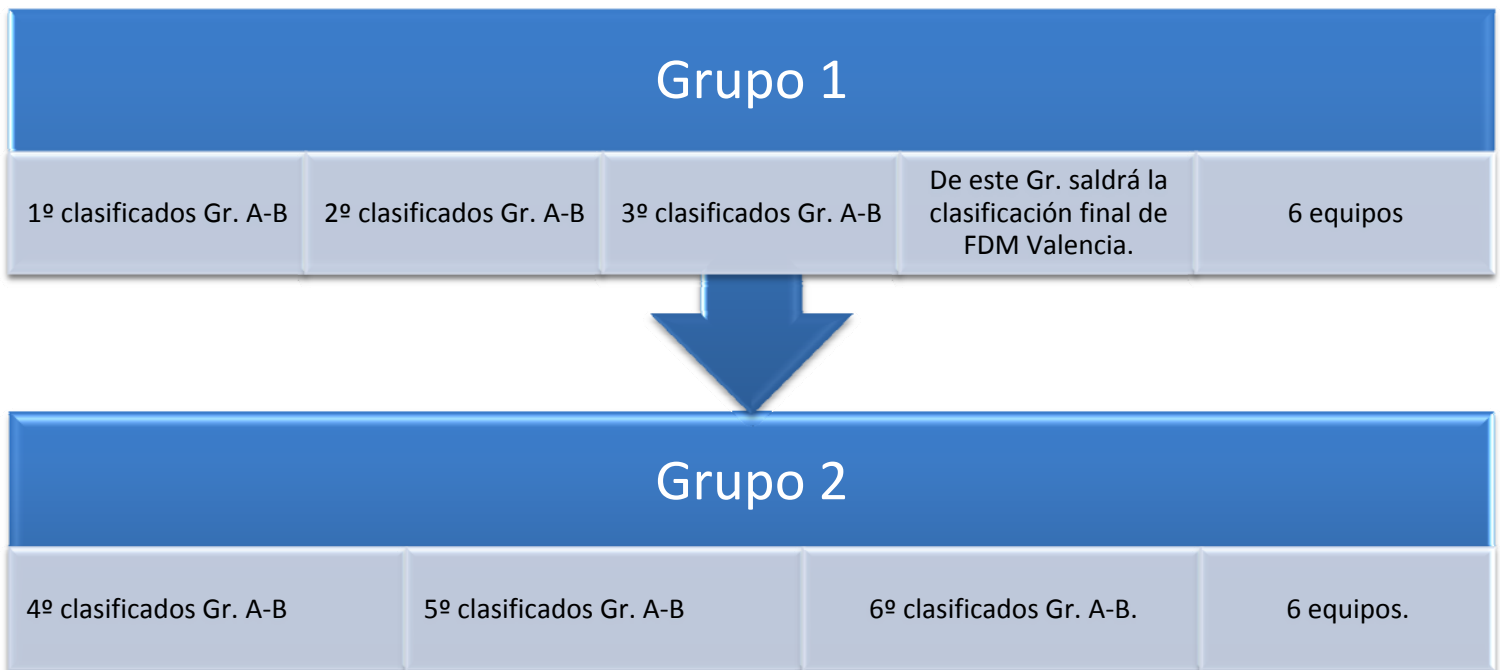 Grupo 1
1º clasificados Gr. A-B
2º clasificados Gr. A-B
3º clasificados Gr. A-B
De este Gr. saldrá la
clasificación final de
FDM Valencia.
6 equipos
Grupo 2
4º clasificados Gr. A-B
5º clasificados Gr. A-B
6º clasificados Gr. A-B.
6 equipos.